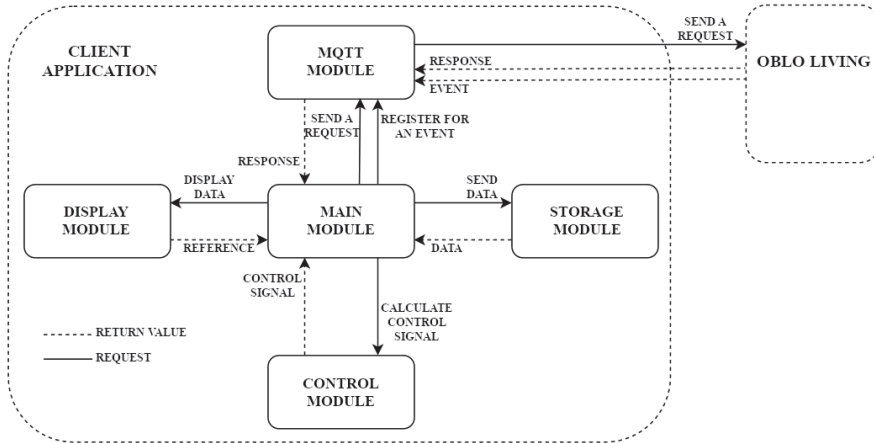 CLIENT
APPLICATION
MQTT
MODULE
SEND A
REQUEST
RESPONSE
EVENT
OBLO LIVING
SEND A
REQUEST
REGISTER FOR
AN EVENT
RESPONSE
DISPLAY
DATA
SEND
DATA
DISPLAY
MODULE
MAIN
MODULE
STORAGE
MODULE
REFERENCE
DATA
CONTROL
SIGNAL
CALCULATE
CONTROL
SIGNAL
RETURN VALUE
REQUEST
CONTROL
MODULE